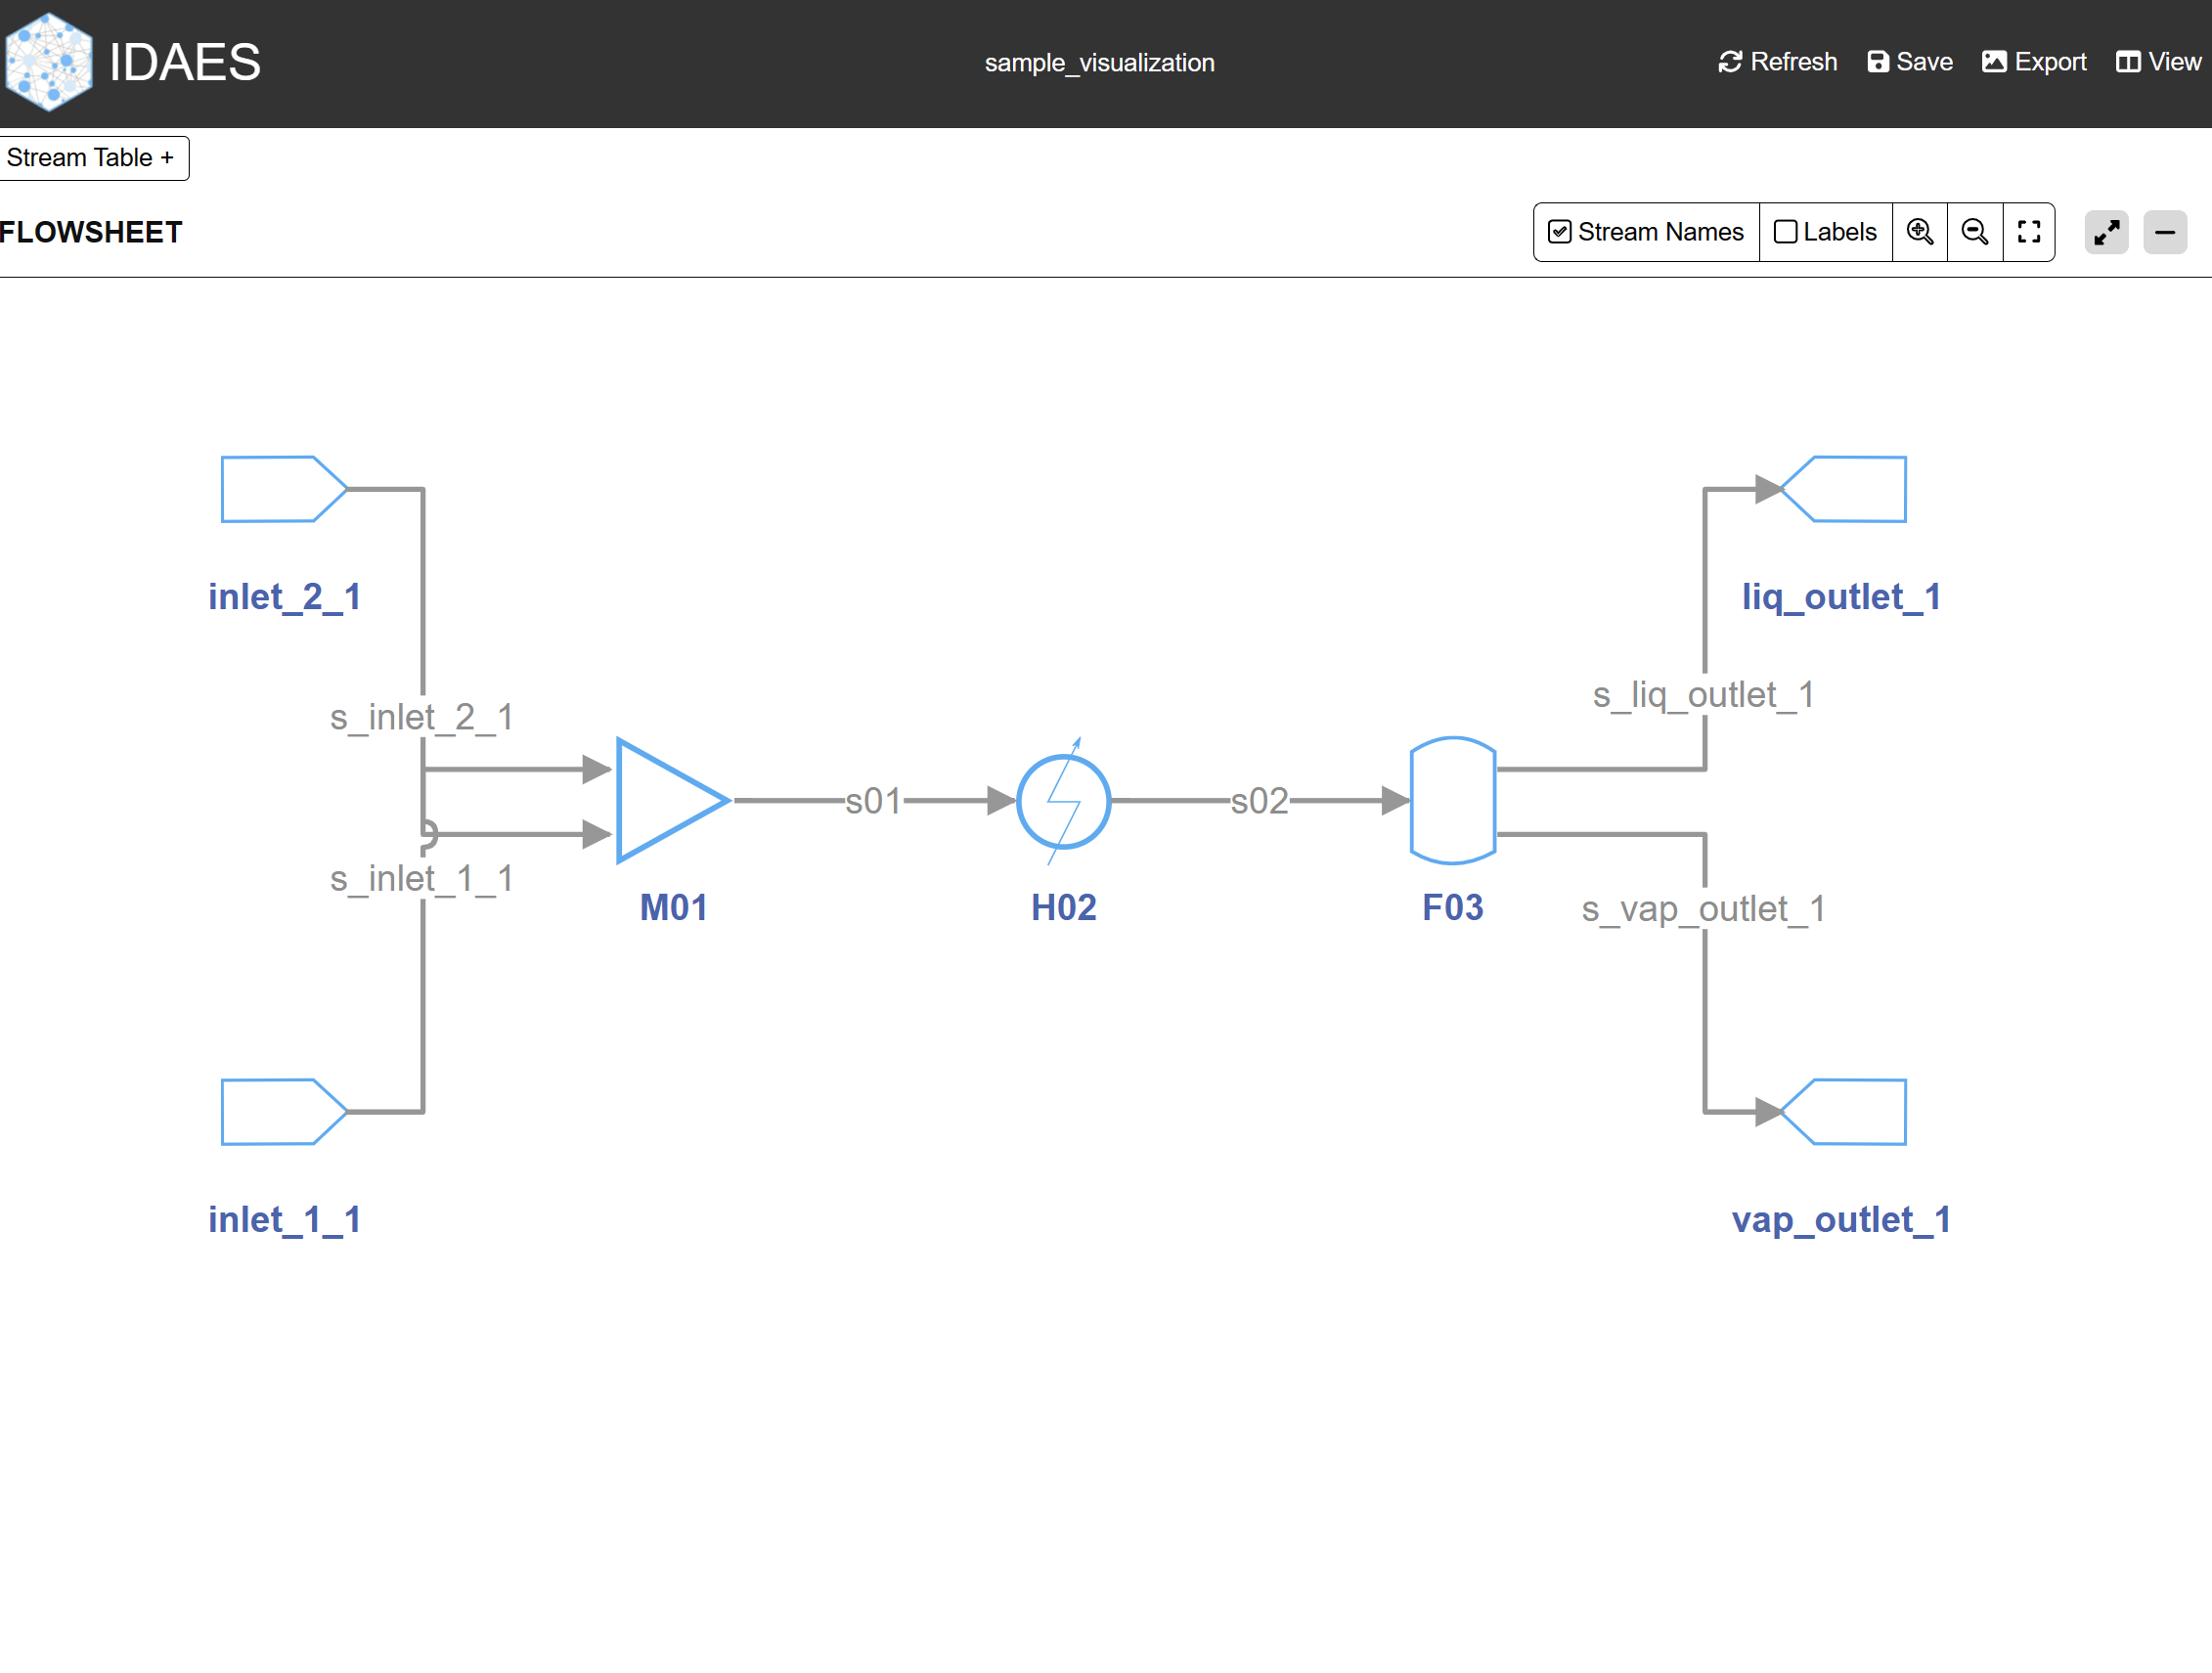 IDAES
sample_visualization
Refresh
Save
Export
View
Stream Table +
FLOWSHEET
Stream Names
Labels
inlet_2_1
liq_outlet_1
s_liq_outlet_1
s_inlet_2_1
s01
s02
s_inlet_1_1
M01
H02
F03
s_vap_outlet_1
inlet_1_1
vap_outlet_1